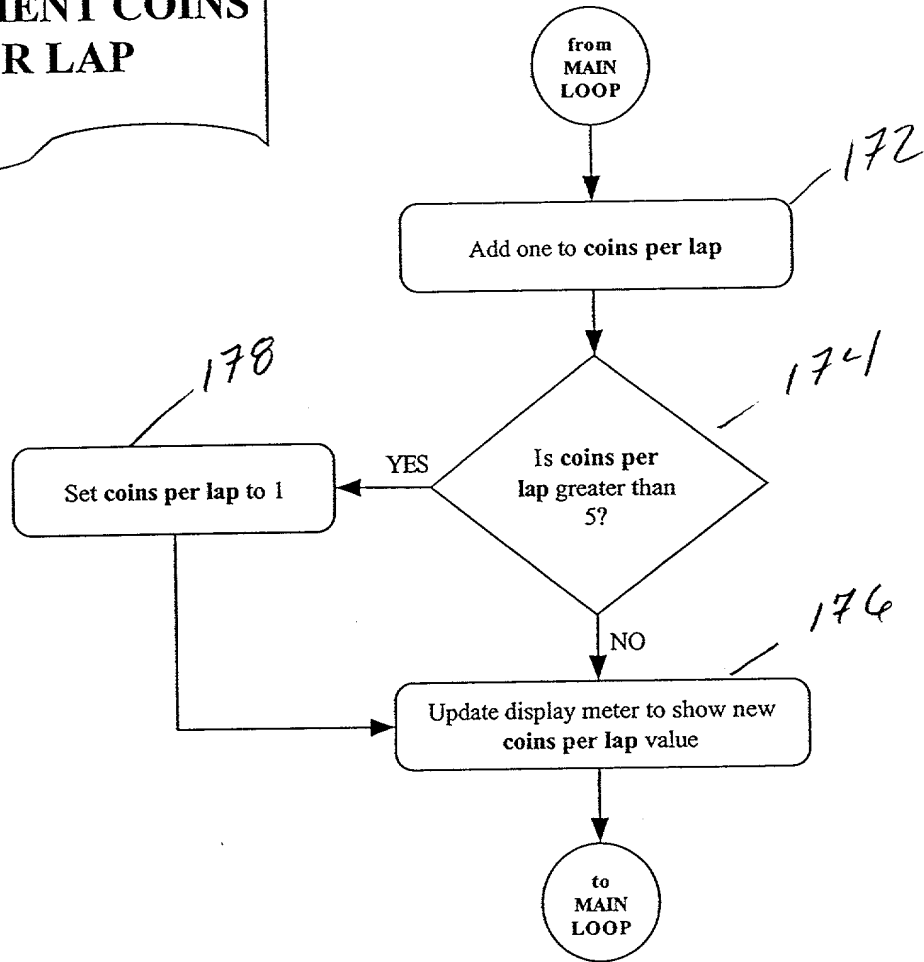 MENT COINS
R LAP
from
MAIN
LOOP
172
Add one to coins per lap
174
Is coins per
lap greater than
5?
YES
178
Set coins per lap to 1
NO
176
Update display meter to show new
coins per lap value
to
MAIN
LOOP